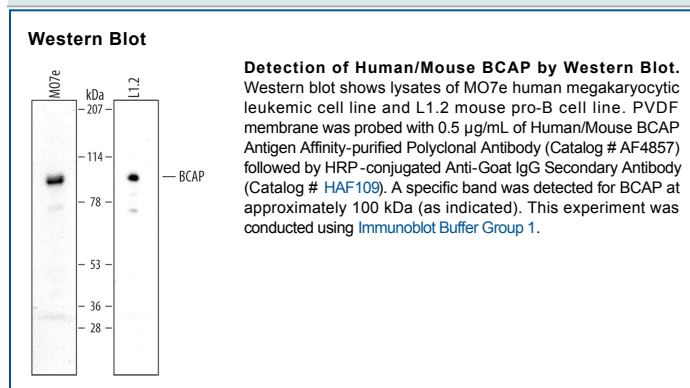 Western Blot
MO7e
kDa
L1.2
207
114
BCAP
78
53
36
28
Detection of Human/Mouse BCAP by Western Blot.
Western blot shows lysates of MO7e human megakaryocytic
leukemic cell line and L1.2 mouse pro-B cell line. PVDF
membrane was probed with 0.5 µg/mL of Human/Mouse BCAP
Antigen Affinity-purified Polyclonal Antibody (Catalog # AF4857)
followed by HRP-conjugated Anti-Goat IgG Secondary Antibody
(Catalog # HAF109). A specific band was detected for BCAP at
approximately 100 kDa (as indicated). This experiment was
conducted using Immunoblot Buffer Group 1.